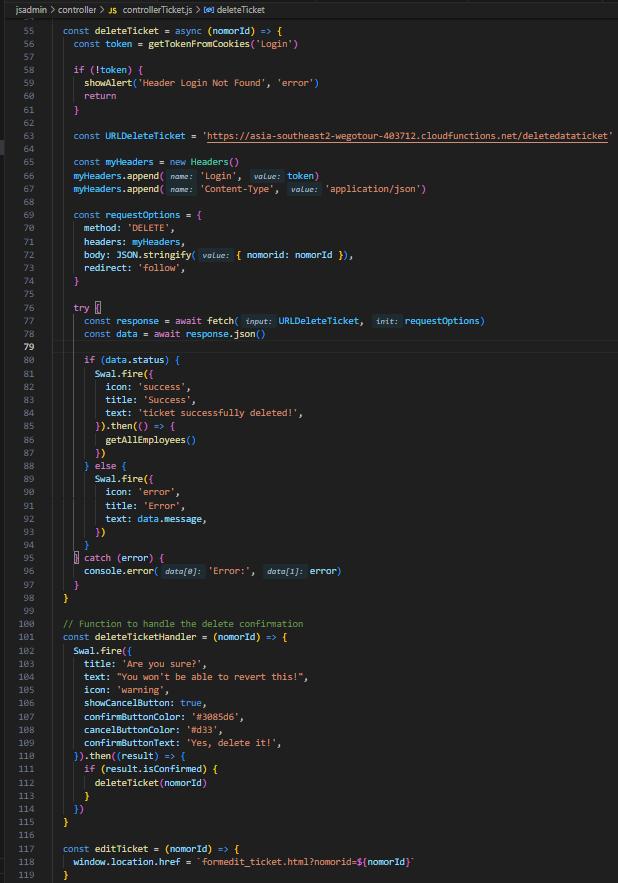 jsadmin > controller > JS controllerTicket.js > deleteTicket
55 const deleteTicket = async (nomorId) => {
56 const token = getTokenFromCookies('Login')
57
58 if (!token) {
59 showAlert('Header Login Not Found', 'error')
60 return
61 }
62
63 const URLDeleteTicket = 'https://asia-southeast2-wegotour-403712.cloudfunctions.net/deletedataticket'
64
65 const myHeaders = new Headers()
66 myHeaders.append( name: 'Login', value: token)
67 myHeaders.append( name: 'Content-Type', value: 'application/json')
68
69 const requestOptions = {
70 method: 'DELETE',
71 headers: myHeaders,
72 body: JSON.stringify( value: { nomorid: nomorId }),
73 redirect: 'follow',
74 }
75
76 try {
77 const response = await fetch( input: URLDeleteTicket, init: requestOptions)
78 const data = await response.json()
79
80 if (data.status) {
81 Swal.fire({
82 icon: 'success',
83 title: 'Success',
84 text: 'ticket successfully deleted!',
85 }).then(() => {
86 getAllEmployees()
87 })
88 } else {
89 Swal.fire({
90 icon: 'error',
91 title: 'Error',
92 text: data.message,
93 })
94 }
95 } catch (error) {
96 console.error( data[0]: 'Error:', data[1]: error)
97 }
98 }
99
100 // Function to handle the delete confirmation
101 const deleteTicketHandler = (nomorId) => {
102 Swal.fire({
103 title: 'Are you sure?',
104 text: "You won't be able to revert this!",
105 icon: 'warning',
106 showCancelButton: true,
107 confirmButtonColor: '#3085d6',
108 cancelButtonColor: '#d33',
109 confirmButtonText: 'Yes, delete it!',
110 }).then((result) => {
111 if (result.isConfirmed) {
112 deleteTicket(nomorId)
113 }
114 })
115 }
116
117 const editTicket = (nomorId) => {
118 window.location.href = `formedit_ticket.html?nomorid=${nomorId}`
119 }